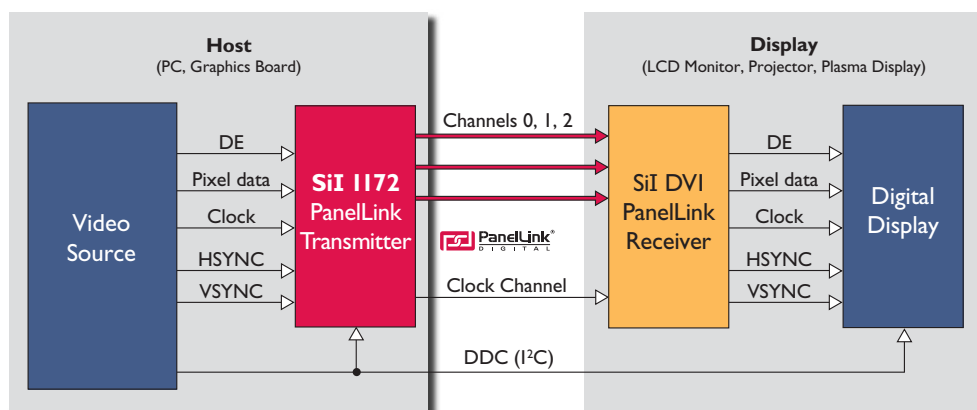 Host
(PC, Graphics Board)
Display
(LCD Monitor, Projector, Plasma Display)
Video
Source
DE
Pixel data
Clock
HSYNC
VSYNC
SiI 1172
PanelLink
Transmitter
Channels 0, 1, 2
PanelLink®
DIGITAL
Clock Channel
DDC (I²C)
SiI DVI
PanelLink
Receiver
DE
Pixel data
Clock
HSYNC
VSYNC
Digital
Display